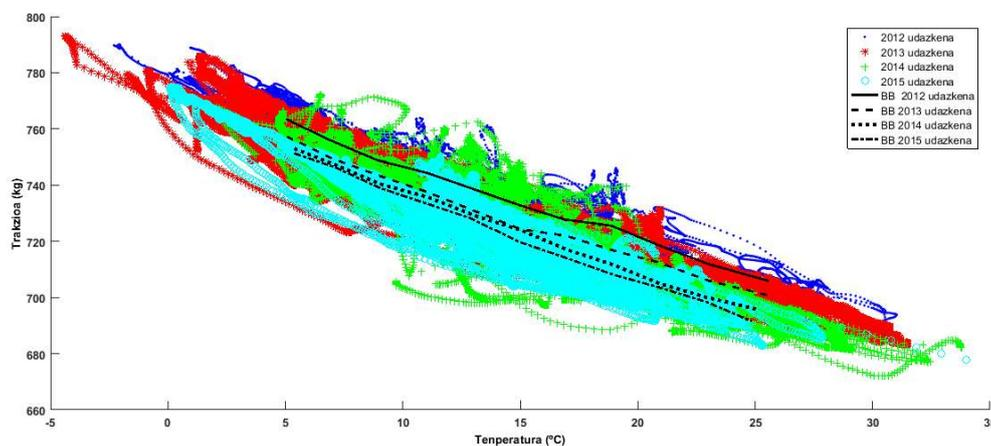 800
780
760
740
720
700
680
660
Trakzioa (kg)
-5
0
5
10
15
20
25
30
3
Tenperatura (ºC)
2012 udazkena
2013 udazkena
2014 udazkena
2015 udazkena
BB 2012 udazkena
BB 2013 udazkena
BB 2014 udazkena
BB 2015 udazkena